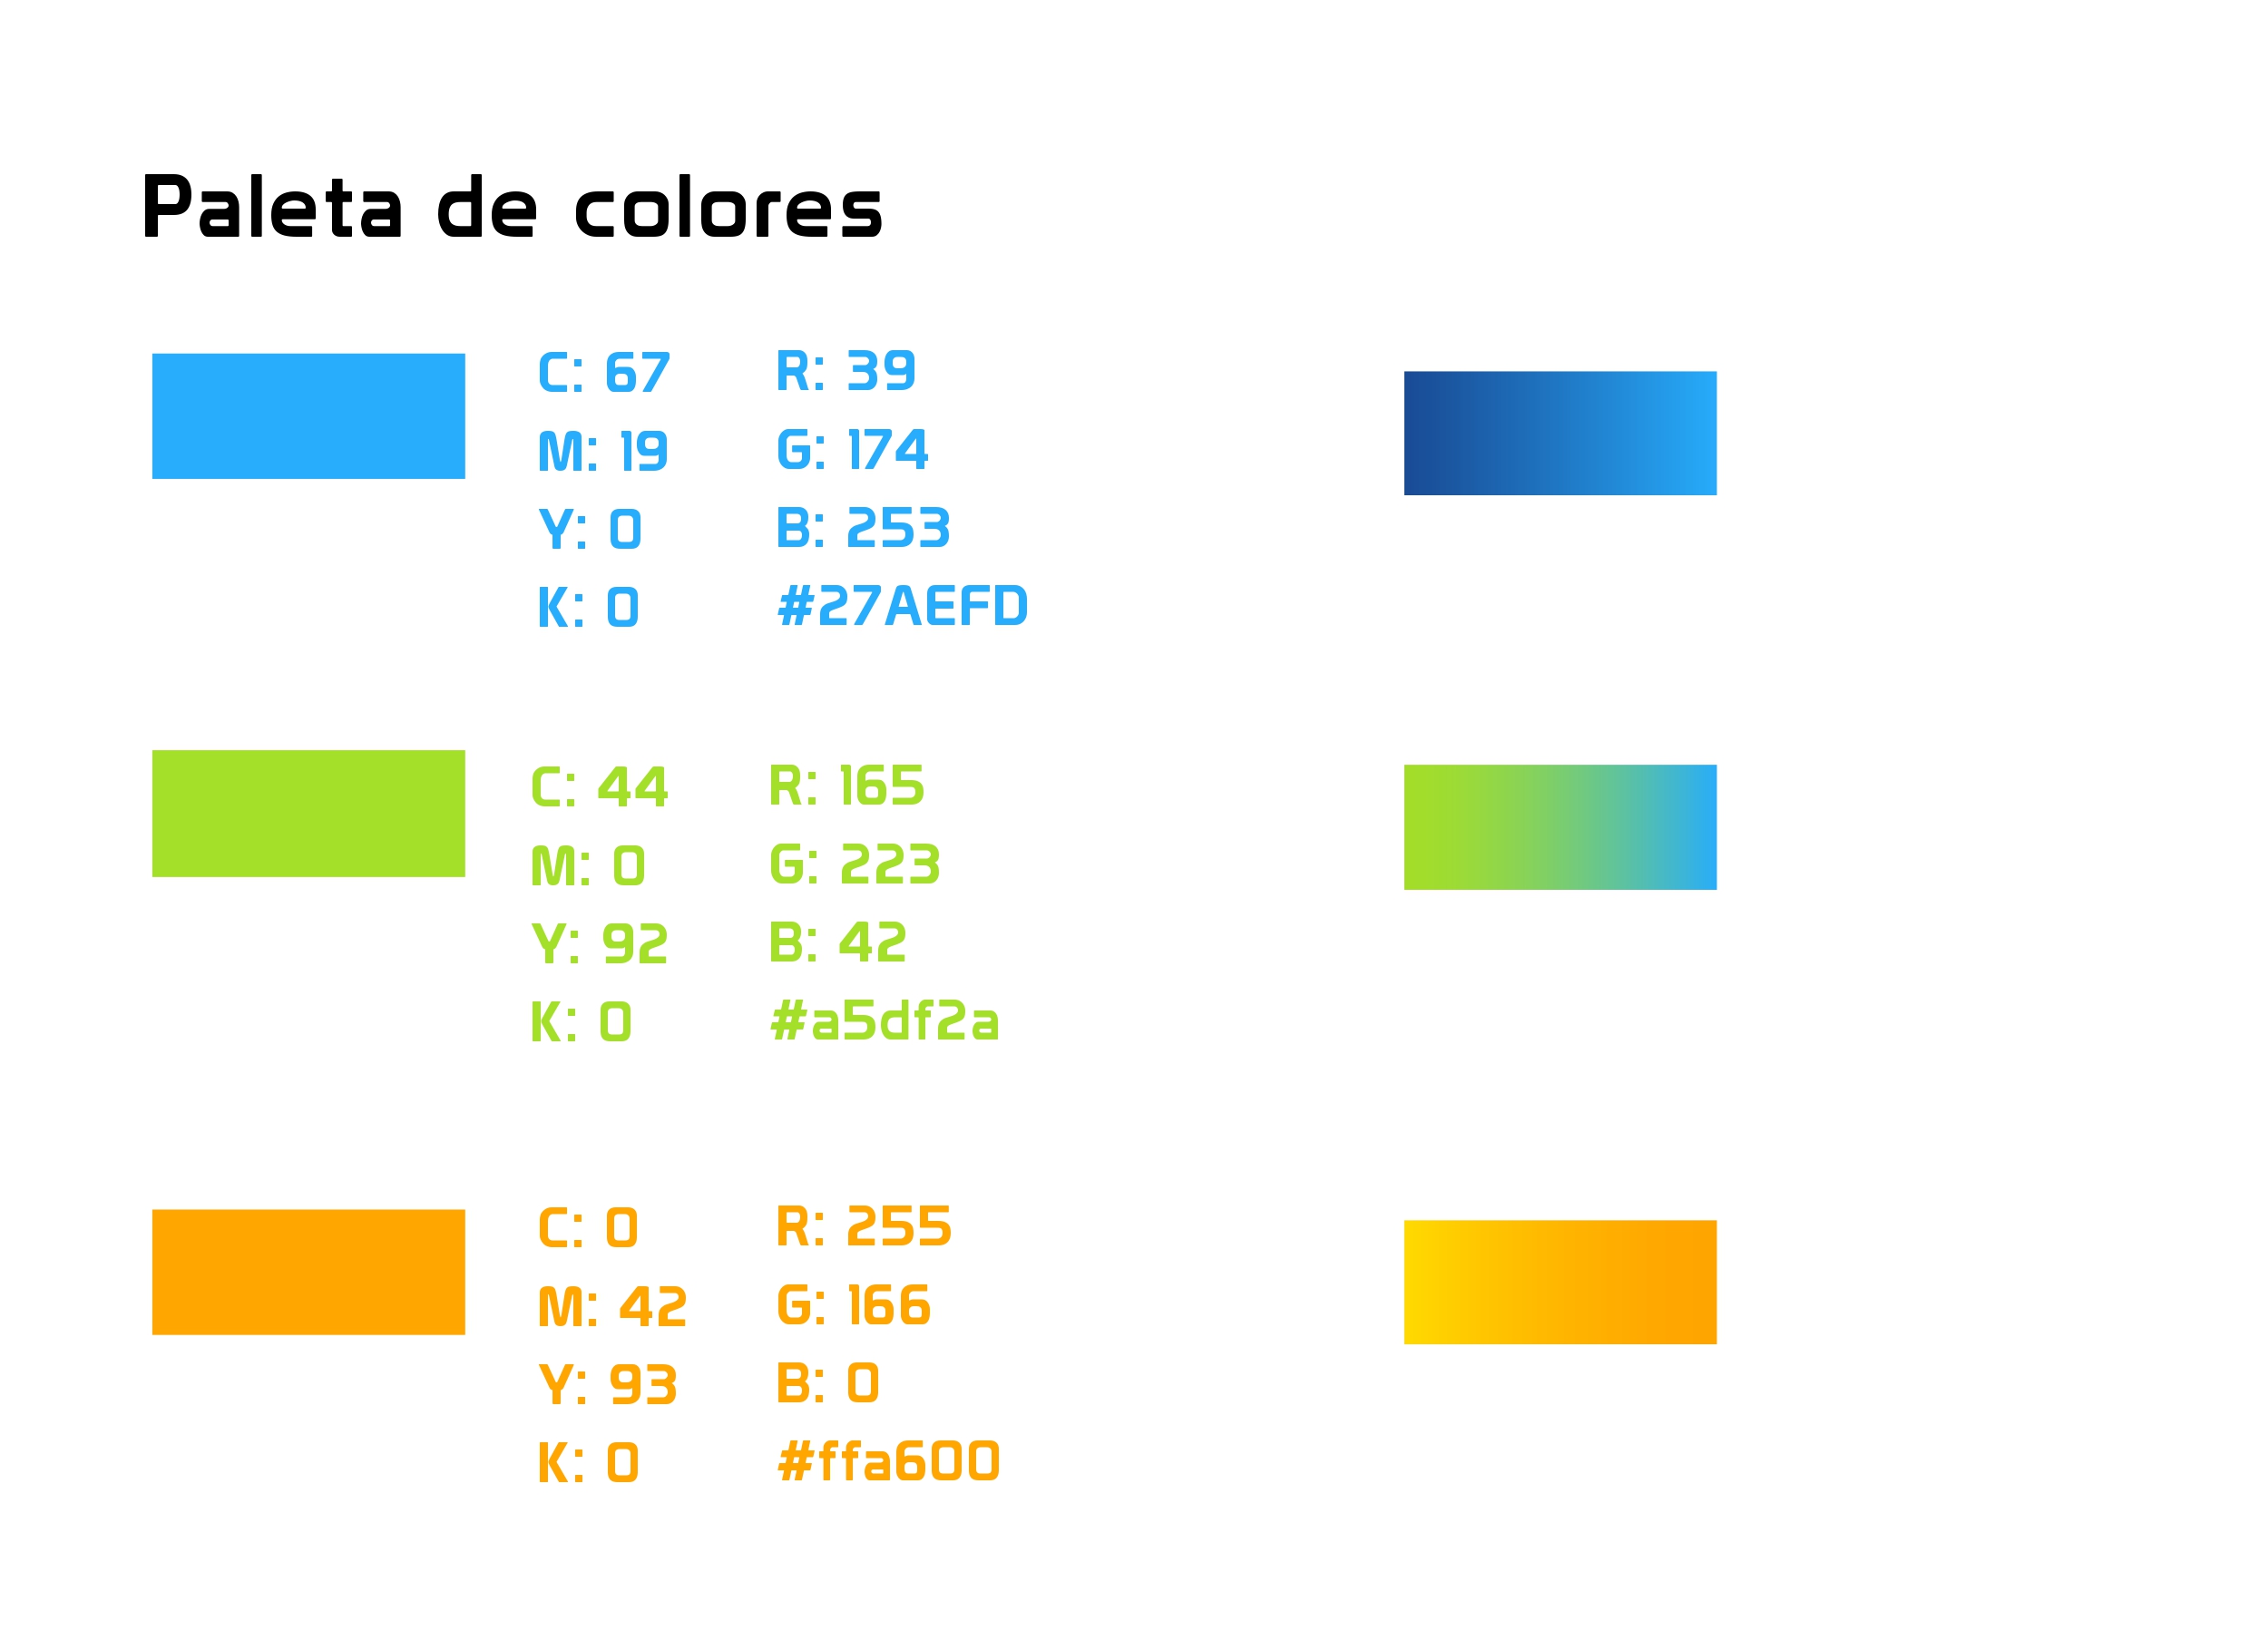 Paleta de colores
C: 67
M: 19
Y: 0
K: 0
R: 39
G: 174
B: 253
#27AEFD
C: 44
M: 0
Y: 92
K: 0
R: 165
G: 223
B: 42
#a5df2a
C: 0
M: 42
Y: 93
K: 0
R: 255
G: 166
B: 0
#ffa600